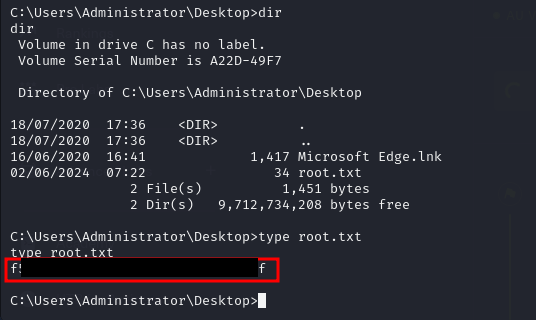 C:\Users\Administrator\Desktop>dir
dir
 Volume in drive C has no label.
 Volume Serial Number is A22D-49F7

 Directory of C:\Users\Administrator\Desktop

18/07/2020  17:36    <DIR>          .
18/07/2020  17:36    <DIR>          ..
16/06/2020  16:41             1,417 Microsoft Edge.lnk
02/06/2024  07:22                34 root.txt
               2 File(s)          1,451 bytes
               2 Dir(s)   9,712,734,208 bytes free

C:\Users\Administrator\Desktop>type root.txt
type root.txt
f f

C:\Users\Administrator\Desktop>